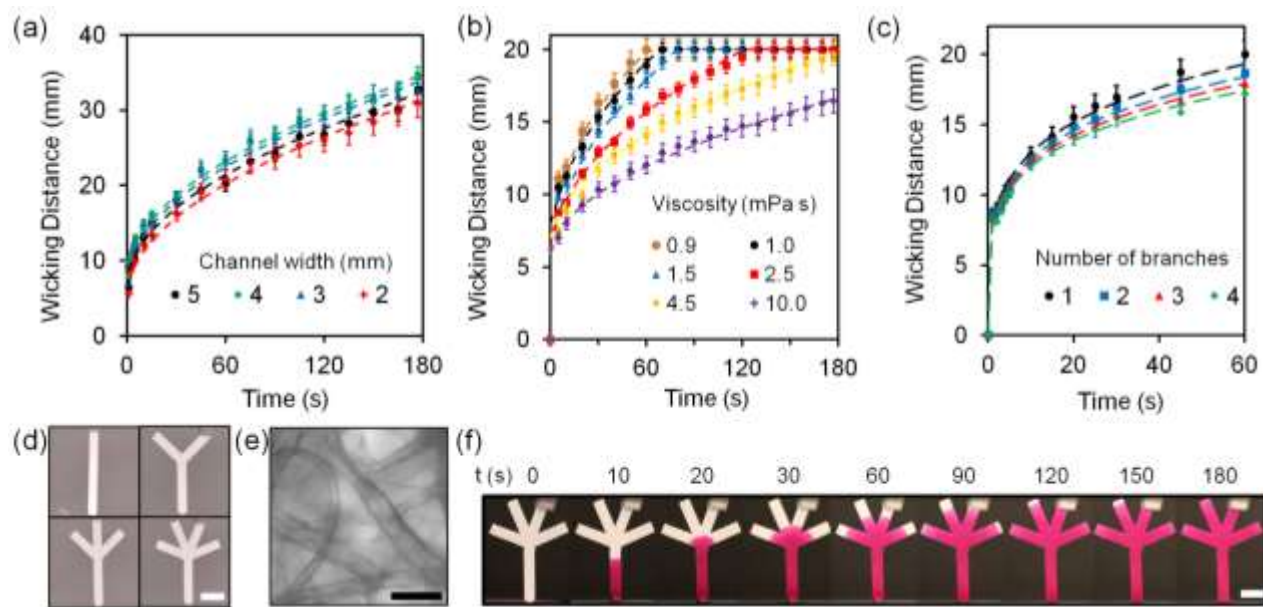 (a)
40
30
20
10
0
Wicking Distance (mm)
Channel width (mm)
5 4 3 2
0 60 120 180
Time (s)
(b)
20
15
10
5
0
Wicking Distance (mm)
Viscosity (mPa s)
0.9 1.0
1.5 2.5
4.5 10.0
0 60 120 180
Time (s)
(c)
20
15
10
5
0
Wicking Distance (mm)
Number of branches
1 2 3 4
0 20 40 60
Time (s)
(d)
(e)
(f)
t (s) 0 10 20 30 60 90 120 150 180